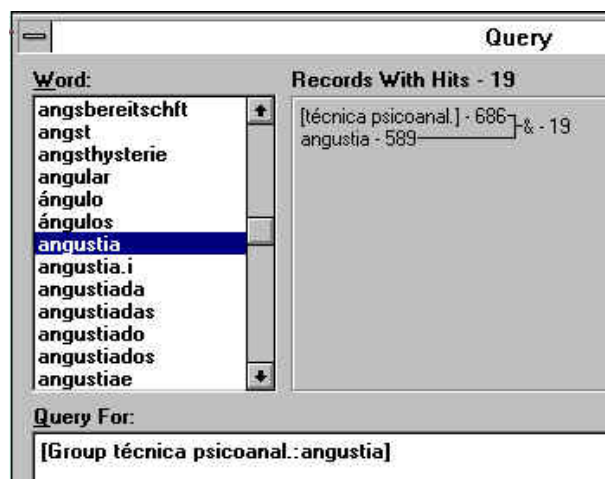 Query
Word:
angsbereitschft
angst
angsthysterie
angular
ángulo
ángulos
angustia
angustia.i
angustiada
angustiadas
angustiado
angustiados
angustiae
Records With Hits - 19
[técnica psicoanal.] - 686
angustia - 589
& - 19
Query For:
[Group técnica psicoanal.:angustia]